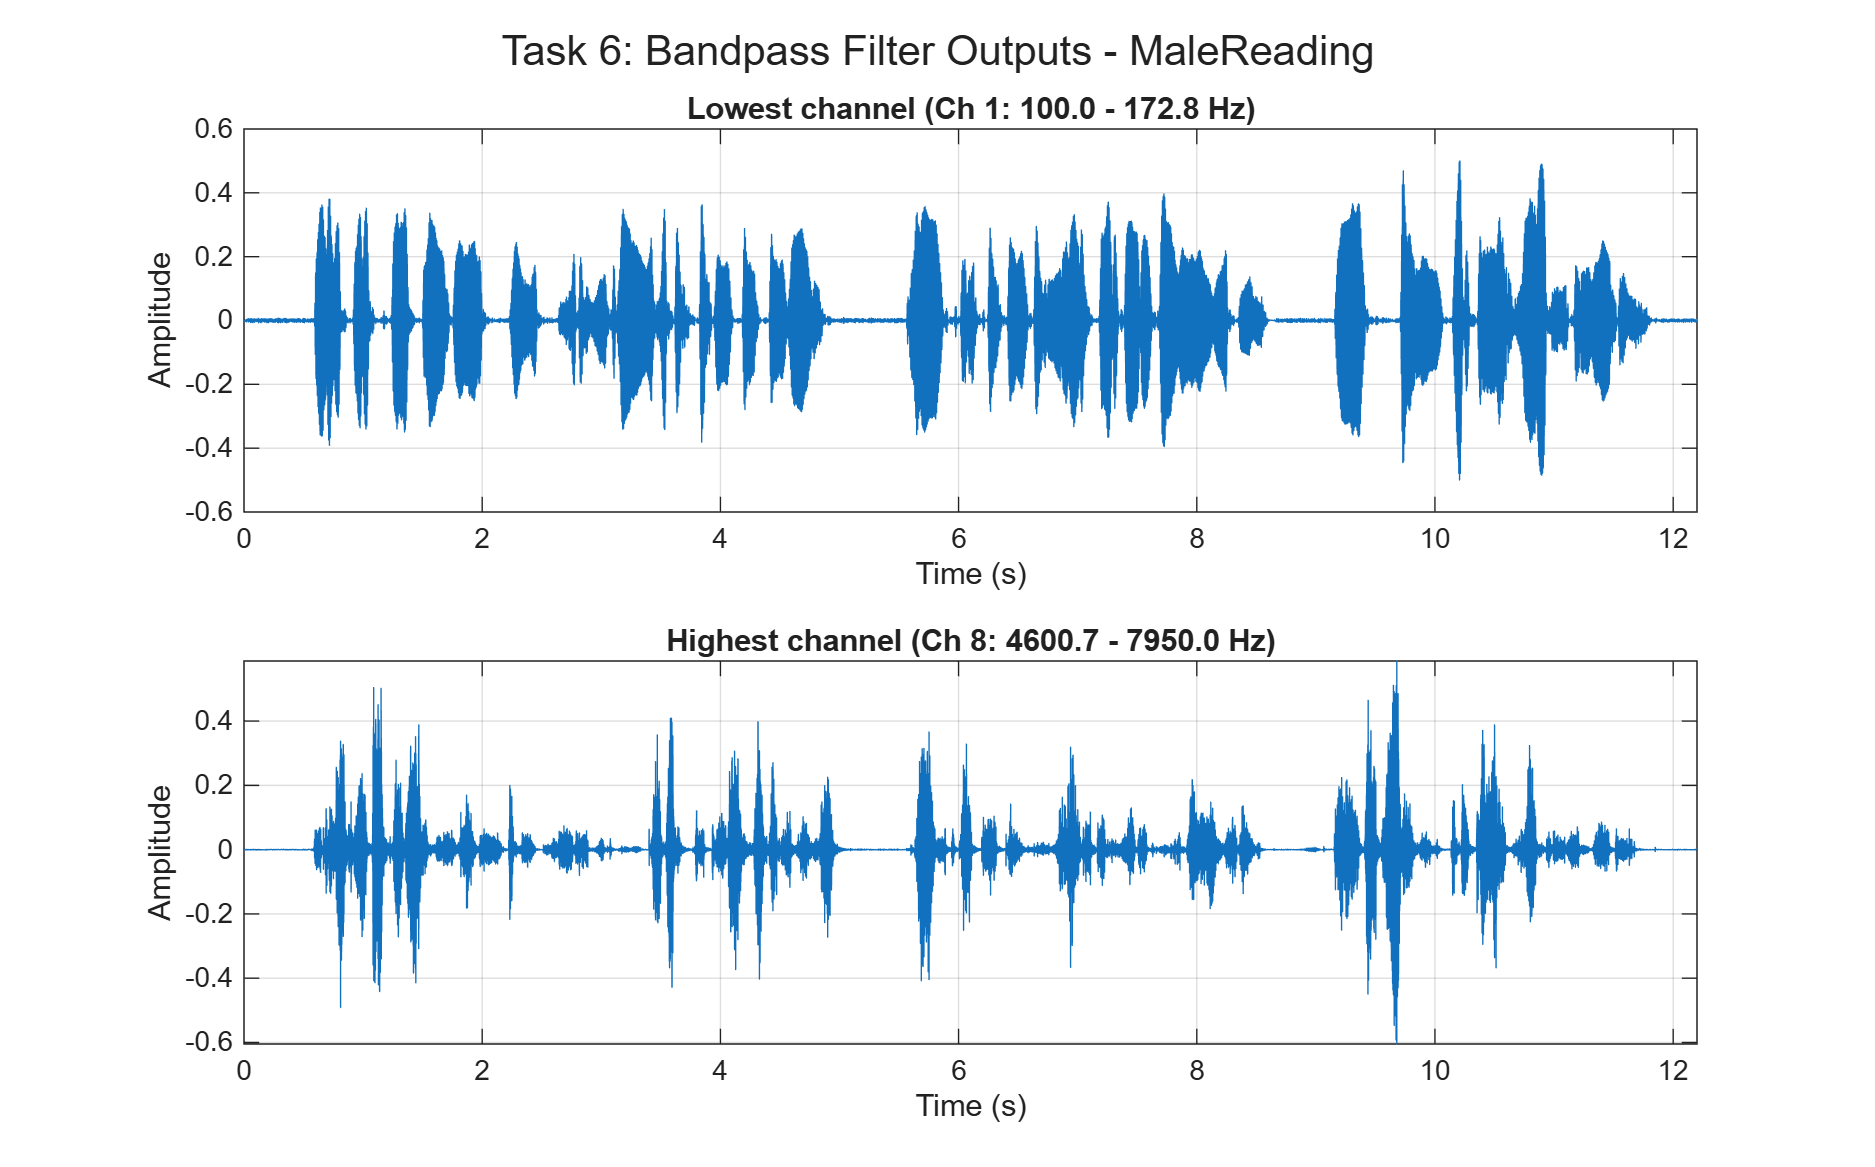 Task 6: Bandpass Filter Outputs - MaleReading
Lowest channel (Ch 1: 100.0 - 172.8 Hz)
0.6
0.4
0.2
0
-0.2
-0.4
-0.6
Amplitude
0 2 4 6 8 10 12
Time (s)
Highest channel (Ch 8: 4600.7 - 7950.0 Hz)
0.4
0.2
0
-0.2
-0.4
-0.6
Amplitude
0 2 4 6 8 10 12
Time (s)